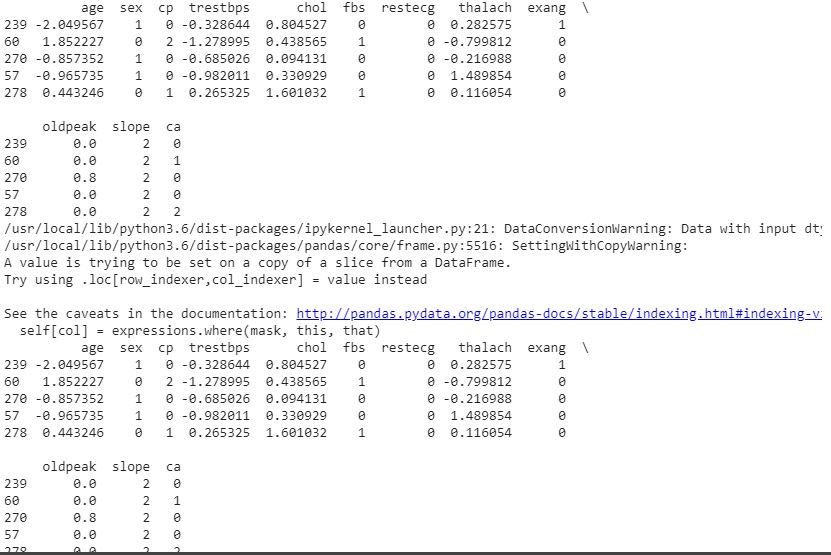 age sex cp trestbps chol fbs restecg thalach exang \
239 -2.049567 1 0 -0.328644 0.804527 0 0 0.282575 1
60 1.852227 0 2 -1.278995 0.438565 1 0 -0.799812 0
270 -0.857352 1 0 -0.685026 0.094131 0 0 -0.216988 0
57 -0.965735 1 0 -0.982011 0.330929 0 0 1.489854 0
278 0.443246 0 1 0.265325 1.601032 1 0 0.116054 0
oldpeak slope ca
239 0.0 2 0
60 0.0 2 1
270 0.8 2 0
57 0.0 2 0
278 0.0 2 2
/usr/local/lib/python3.6/dist-packages/ipykernel_launcher.py:21: DataConversionWarning: Data with input dty
/usr/local/lib/python3.6/dist-packages/pandas/core/frame.py:5516: SettingWithCopyWarning:
A value is trying to be set on a copy of a slice from a DataFrame.
Try using .loc[row_indexer,col_indexer] = value instead
See the caveats in the documentation: http://pandas.pydata.org/pandas-docs/stable/indexing.html#indexing-v
self[col] = expressions.where(mask, this, that)
age sex cp trestbps chol fbs restecg thalach exang \
239 -2.049567 1 0 -0.328644 0.804527 0 0 0.282575 1
60 1.852227 0 2 -1.278995 0.438565 1 0 -0.799812 0
270 -0.857352 1 0 -0.685026 0.094131 0 0 -0.216988 0
57 -0.965735 1 0 -0.982011 0.330929 0 0 1.489854 0
278 0.443246 0 1 0.265325 1.601032 1 0 0.116054 0
oldpeak slope ca
239 0.0 2 0
60 0.0 2 1
270 0.8 2 0
57 0.0 2 0
278 0.0 2 2